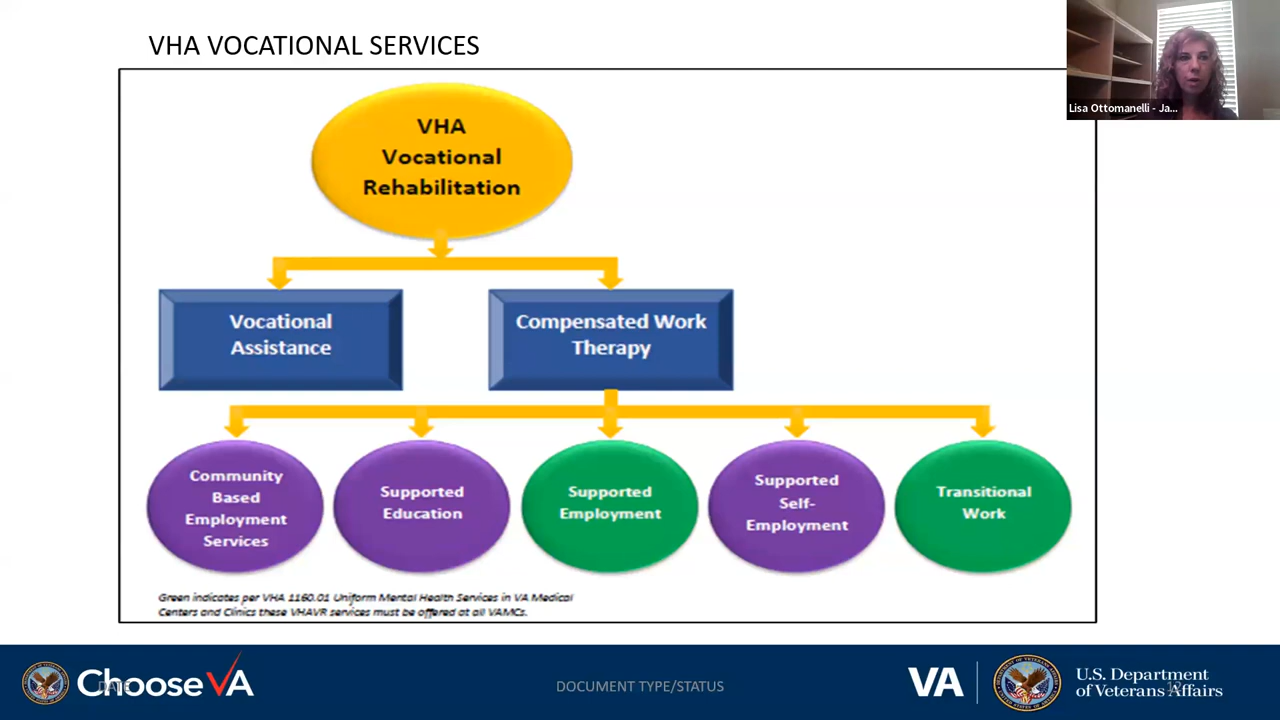 VHA VOCATIONAL SERVICES
Lisa Ottomanelli - Ja...
VHA
Vocational
Rehabilitation
Vocational
Assistance
Compensated Work
Therapy
Community
Based
Employment
Services
Supported
Education
Supported
Employment
Supported
Self-
Employment
Transitional
Work
Green indicates per VHA 1160.01 Uniform Mental Health Services in VA Medical
Centers and Clinics these VHAVR services must be offered at all VAMCs.
ChooseVA
DATE
DOCUMENT TYPE/STATUS
VA
U.S. Department
of Veterans Affairs